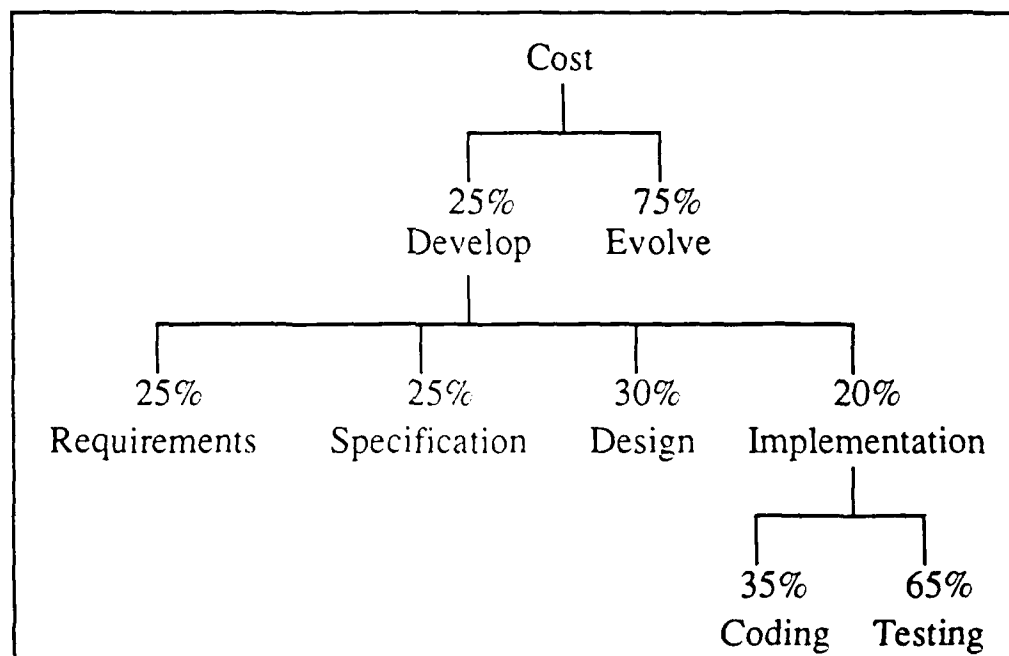 Cost
25% 75%
Develop Evolve
25% 25% 30% 20%
Requirements Specification Design Implementation
35% 65%
Coding Testing